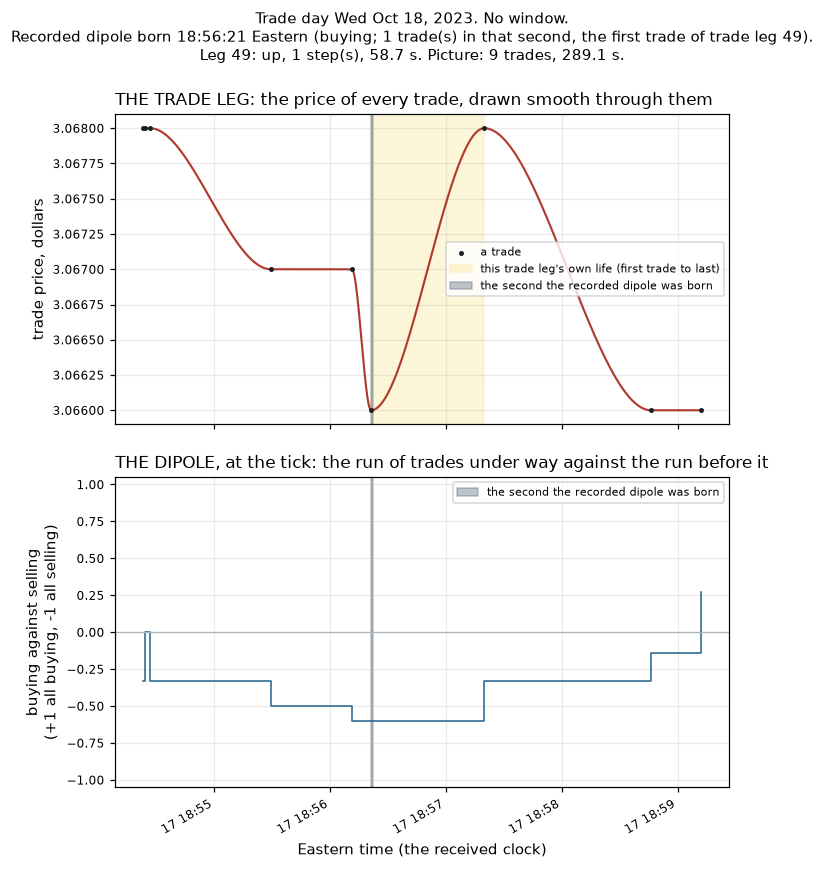 Trade day Wed Oct 18, 2023. No window.
Recorded dipole born 18:56:21 Eastern (buying; 1 trade(s) in that second, the first trade of trade leg 49).
Leg 49: up, 1 step(s), 58.7 s. Picture: 9 trades, 289.1 s.
THE TRADE LEG: the price of every trade, drawn smooth through them
trade price, dollars
3.06800
3.06775
3.06750
3.06725
3.06700
3.06675
3.06650
3.06625
3.06600
a trade
this trade leg's own life (first trade to last)
the second the recorded dipole was born
THE DIPOLE, at the tick: the run of trades under way against the run before it
buying against selling
(+1 all buying, -1 all selling)
1.00
0.75
0.50
0.25
0.00
−0.25
−0.50
−0.75
−1.00
the second the recorded dipole was born
17 18:55
17 18:56
17 18:57
17 18:58
17 18:59
Eastern time (the received clock)